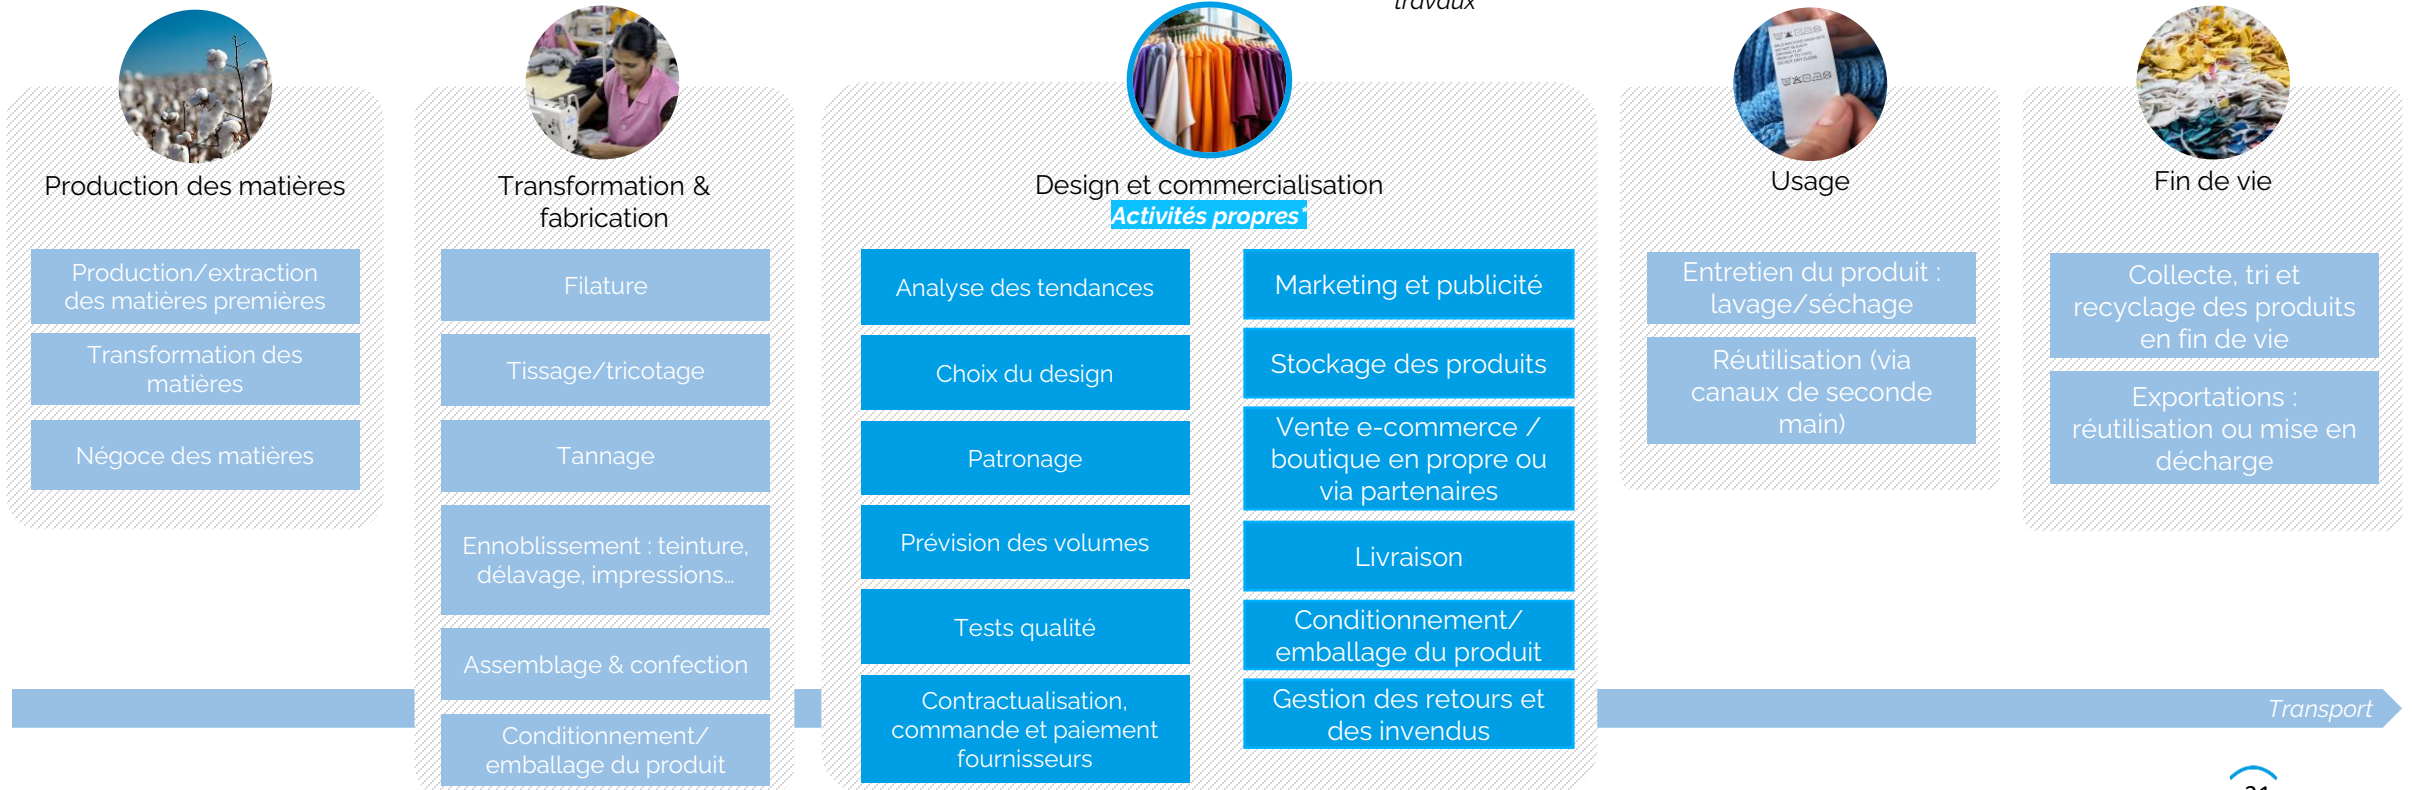 travaux
Production des matières
Production/extraction
des matières premières
Transformation des
matières
Négoce des matières
Transformation &
fabrication
Filature
Tissage/tricotage
Tannage
Ennoblissement : teinture,
délavage, impressions…
Assemblage & confection
Conditionnement/
emballage du produit
Design et commercialisation
Activités propres*
Analyse des tendances
Choix du design
Patronage
Prévision des volumes
Tests qualité
Contractualisation,
commande et paiement
fournisseurs
Marketing et publicité
Stockage des produits
Vente e-commerce /
boutique en propre ou
via partenaires
Livraison
Conditionnement/
emballage du produit
Gestion des retours et
des invendus
Usage
Entretien du produit :
lavage/séchage
Réutilisation (via
canaux de seconde
main)
Fin de vie
Collecte, tri et
recyclage des produits
en fin de vie
Exportations :
réutilisation ou mise en
décharge
Transport